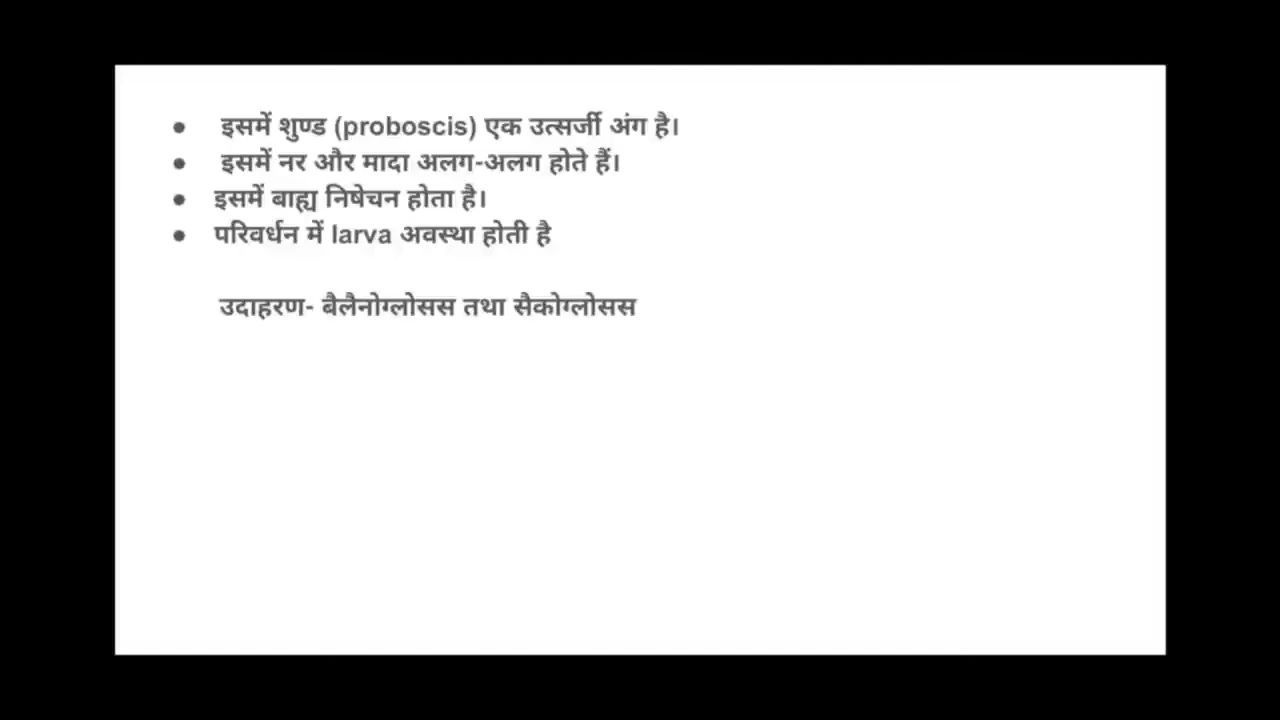 ● इसमें शुण्ड (proboscis) एक उत्सर्जी अंग है।
● इसमें नर और मादा अलग-अलग होते हैं।
● इसमें बाह्य निषेचन होता है।
● परिवर्धन में larva अवस्था होती है
उदाहरण- बैलैनोग्लोसस तथा सैकोग्लोसस